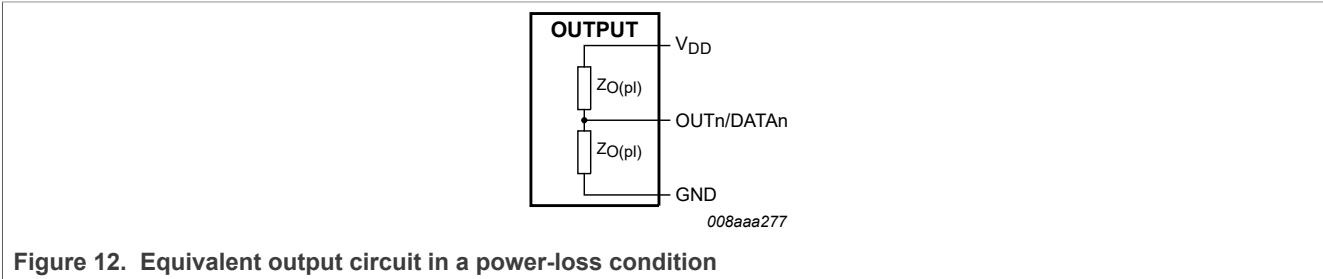 OUTPUT
VDD
ZO(pl)
OUTn/DATAn
ZO(pl)
GND
008aaa277
Figure 12. Equivalent output circuit in a power-loss condition